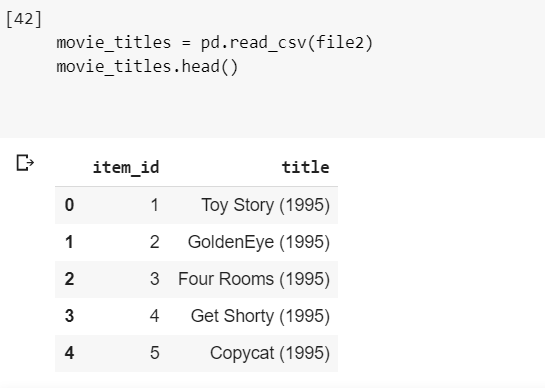 [42]
movie_titles = pd.read_csv(file2)
movie_titles.head()
item_id title
0 1 Toy Story (1995)
1 2 GoldenEye (1995)
2 3 Four Rooms (1995)
3 4 Get Shorty (1995)
4 5 Copycat (1995)